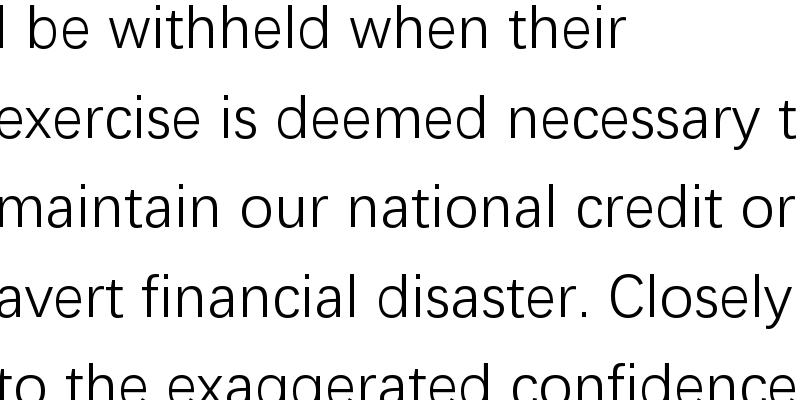 l be withheld when their
exercise is deemed necessary t
maintain our national credit or
avert financial disaster. Closely
to the exaggerated confidence